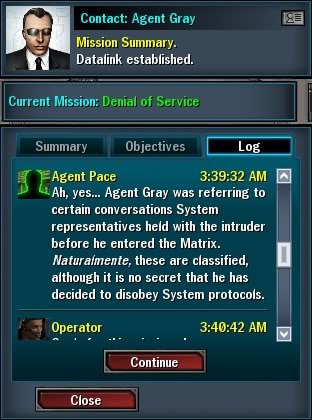 Contact: Agent Gray
Mission Summary.
Datalink established.
Current Mission: Denial of Service
Summary
Objectives
Log
Agent Pace 3:39:32 AM
Ah, yes... Agent Gray was referring to
certain conversations System
representatives held with the intruder
before he entered the Matrix.
Naturalmente, these are classified,
although it is no secret that he has
decided to disobey System protocols.
Operator 3:40:42 AM
Continue
Close